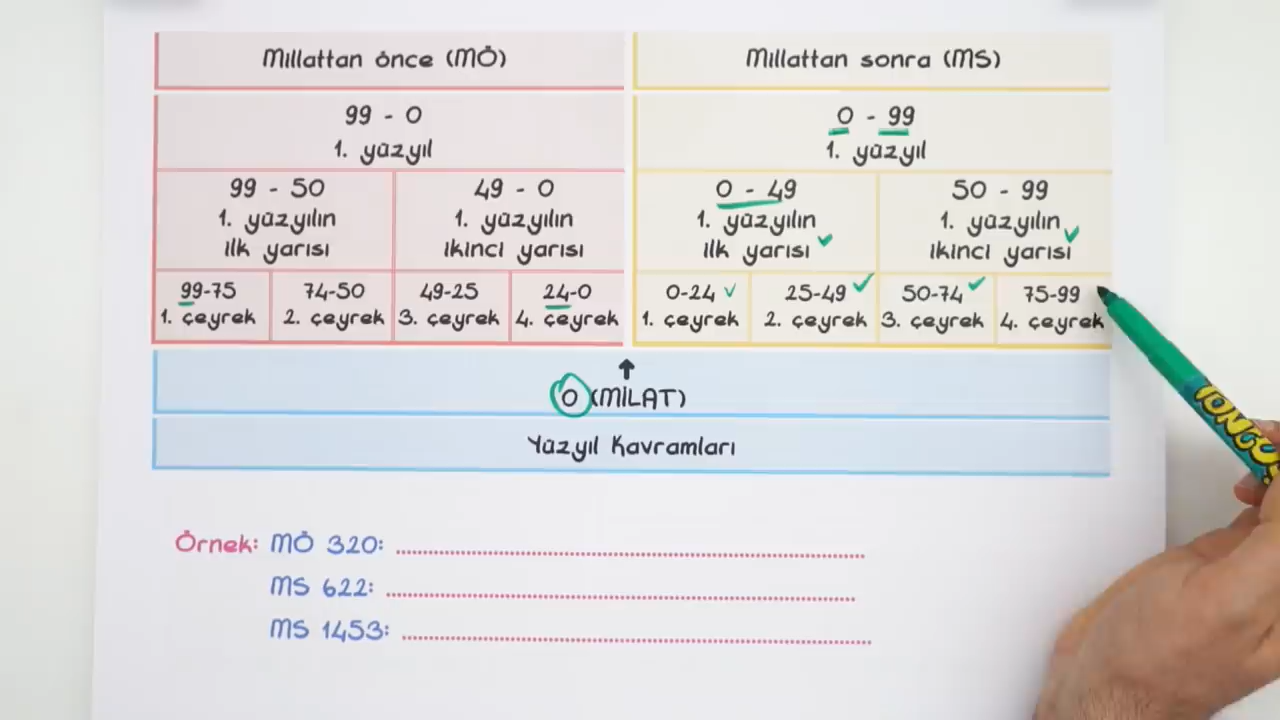 Millattan önce (MÖ)
99 - 0
1. yüzyıl
99 - 50
1. yüzyılın
ilk yarısı
49 - 0
1. yüzyılın
ikinci yarısı
99-75
1. çeyrek
74-50
2. çeyrek
49-25
3. çeyrek
24-0
4. çeyrek
Millattan sonra (MS)
0 - 99
1. yüzyıl
0 - 49
1. yüzyılın
ilk yarısı
50 - 99
1. yüzyılın
ikinci yarısı
0-24
1. çeyrek
25-49
2. çeyrek
50-74
3. çeyrek
75-99
4. çeyrek
0 (MİLAT)
Yüzyıl Kavramları
Örnek: MÖ 320:
MS 622:
MS 1453:
TONGUÇ